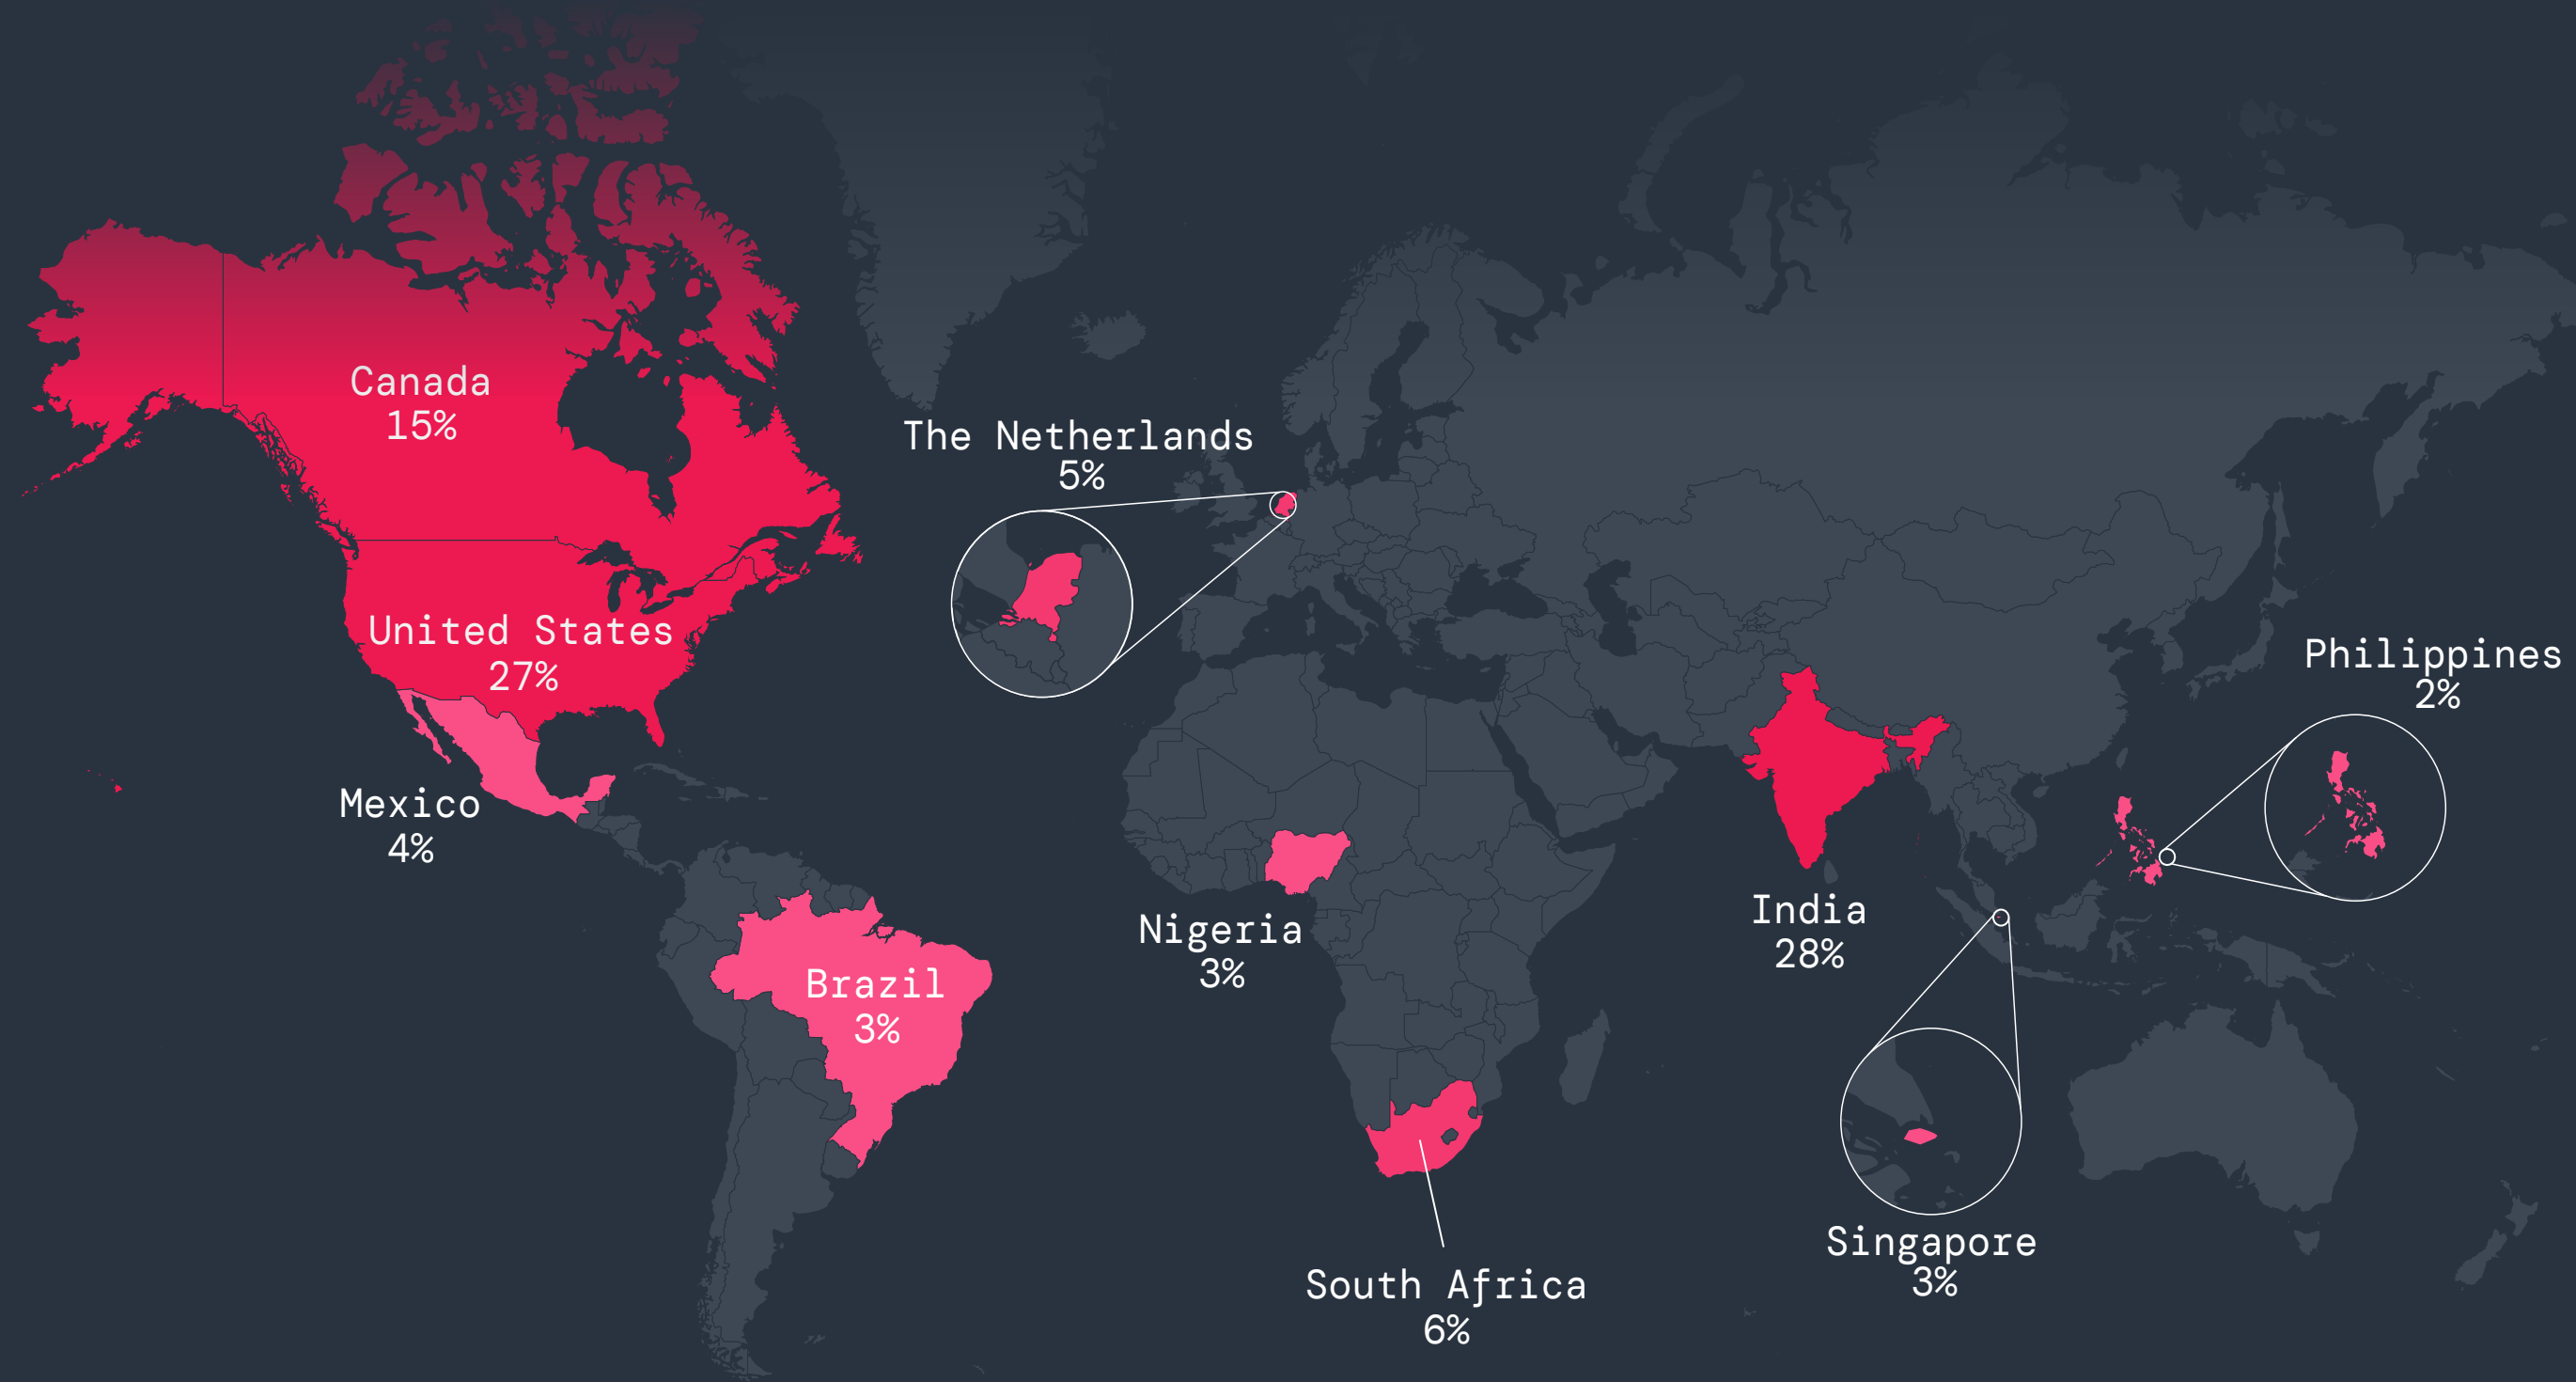 Canada
15%
The Netherlands
5%
United States
27%
Philippines
2%
Mexico
4%
India
28%
Nigeria
3%
Brazil
3%
Singapore
3%
South Africa
6%